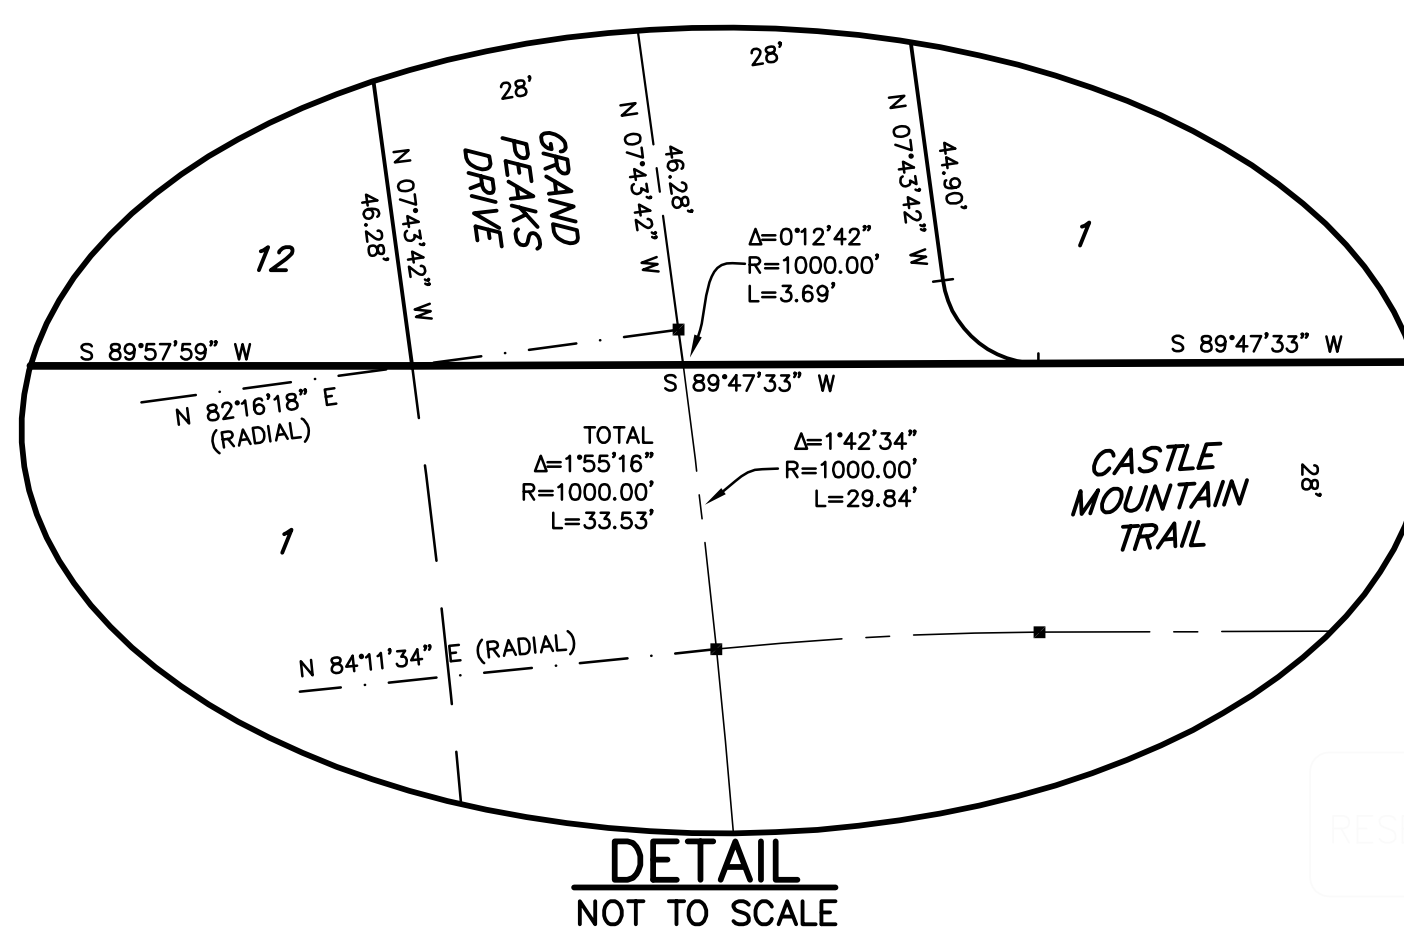 28'
28'
GRAND
PEAKS
DRIVE
N 07°43'42" W
46.28'
N 07°43'42" W
46.28'
N 07°43'42" W
44.90'
12
1
Δ=0°12'42"
R=1000.00'
L=3.69'
S 89°57'59" W
S 89°47'33" W
S 89°47'33" W
N 82°16'18" E
(RADIAL)
TOTAL
Δ=1°55'16"
R=1000.00'
L=33.53'
Δ=1°42'34"
R=1000.00'
L=29.84'
CASTLE
MOUNTAIN
TRAIL
28'
1
N 84°11'34" E (RADIAL)
DETAIL
NOT TO SCALE